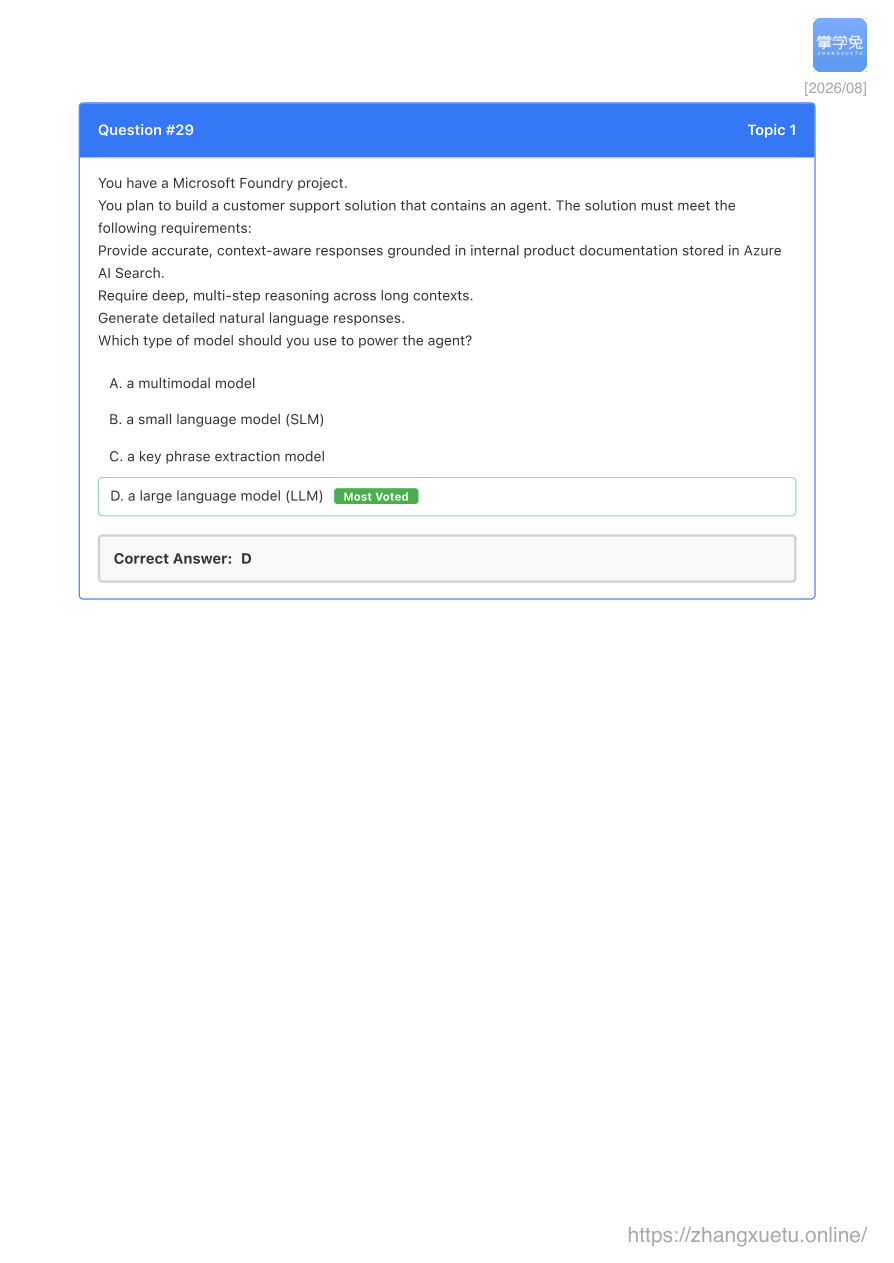 掌学兔
ZHANGXUETU
[2026/08]
Question #29 Topic 1
You have a Microsoft Foundry project.
You plan to build a customer support solution that contains an agent. The solution must meet the
following requirements:
Provide accurate, context-aware responses grounded in internal product documentation stored in Azure
AI Search.
Require deep, multi-step reasoning across long contexts.
Generate detailed natural language responses.
Which type of model should you use to power the agent?
A. a multimodal model
B. a small language model (SLM)
C. a key phrase extraction model
D. a large language model (LLM) Most Voted
Correct Answer: D
https://zhangxuetu.online/